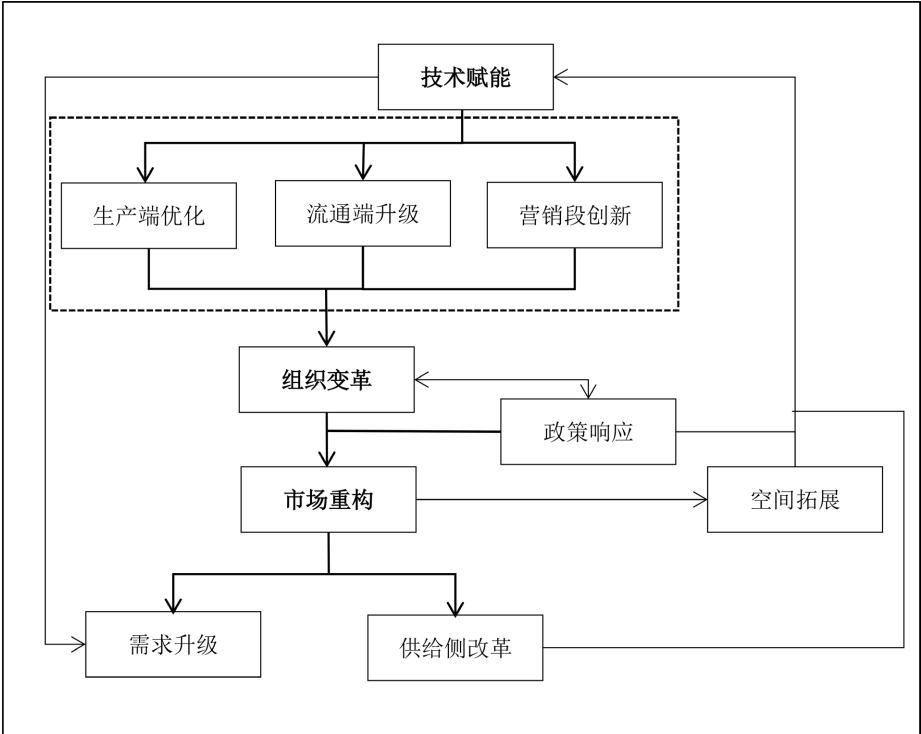 技术赋能
生产端优化
流通端升级
营销段创新
组织变革
政策响应
市场重构
空间拓展
需求升级
供给侧改革